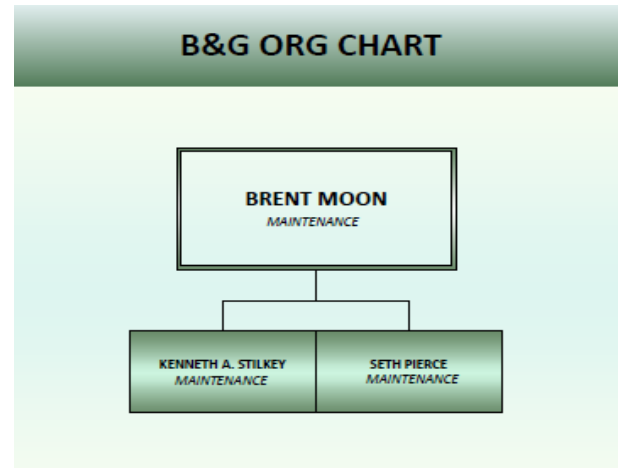 B&G ORG CHART
BRENT MOON
MAINTENANCE
KENNETH A. STILKEY
MAINTENANCE
SETH PIERCE
MAINTENANCE